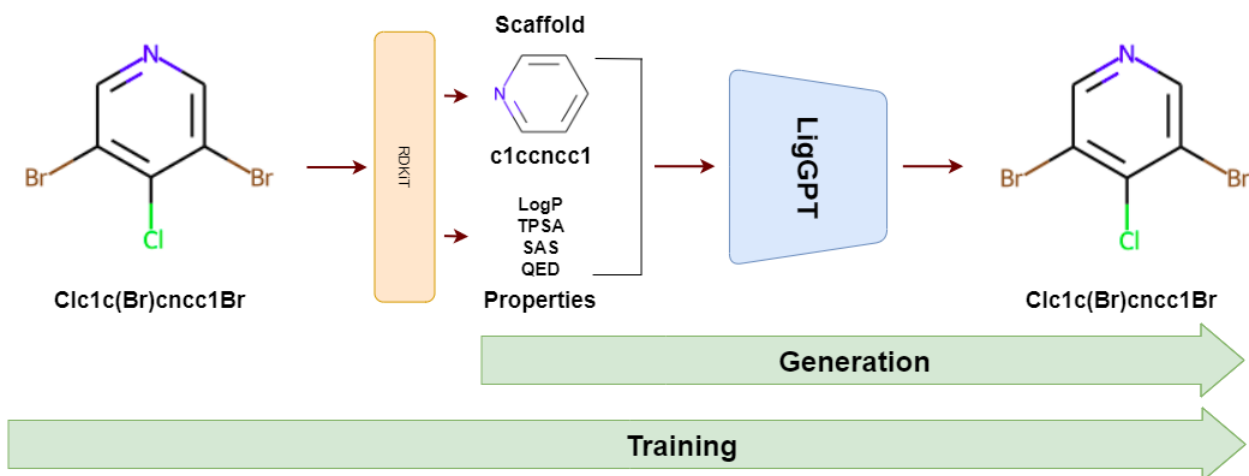 Scaffold
N
Br
Br
Cl
Clc1c(Br)cncc1Br
RDKIT
N
c1ccncc1
LogP
TPSA
SAS
QED
Properties
LigGPT
N
Br
Br
Cl
Clc1c(Br)cncc1Br
Generation
Training